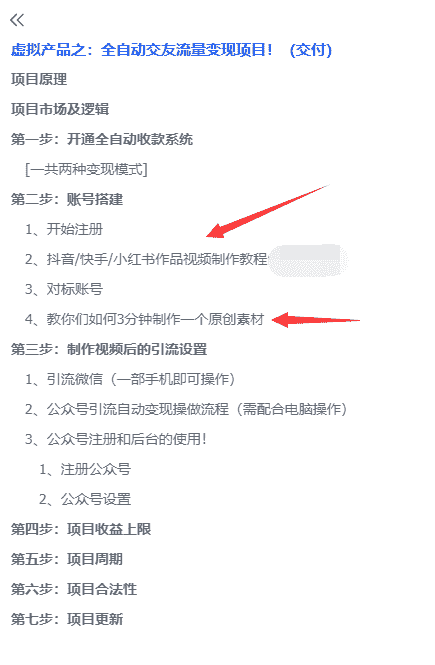 虚拟产品之：全自动交友流量变现项目！（交付）
项目原理
项目市场及逻辑
第一步：开通全自动收款系统
[一共两种变现模式]
第二步：账号搭建
1、开始注册
2、抖音/快手/小红书作品视频制作教程
3、对标账号
4、教你们如何3分钟制作一个原创素材
第三步：制作视频后的引流设置
1、引流微信（一部手机即可操作）
2、公众号引流自动变现操做流程（需配合电脑操作）
3、公众号注册和后台的使用！
1、注册公众号
2、公众号设置
第四步：项目收益上限
第五步：项目周期
第六步：项目合法性
第七步：项目更新